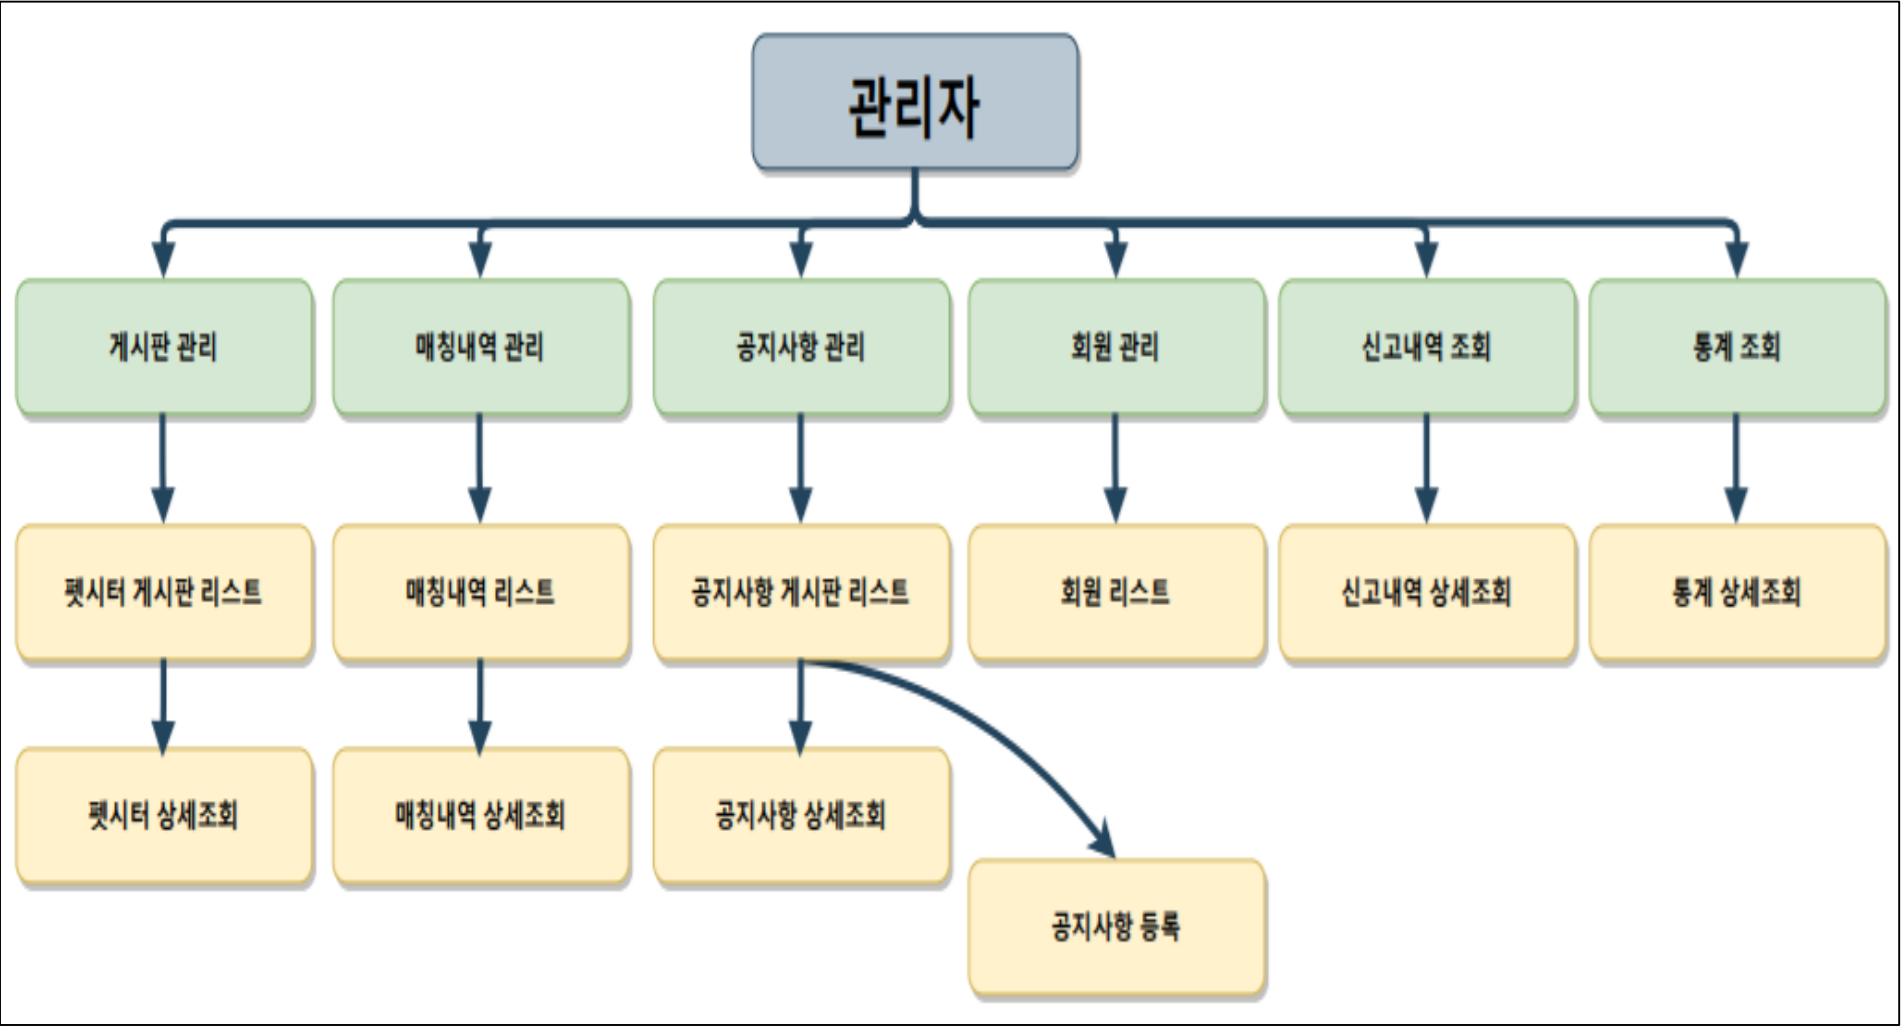 관리자
게시판 관리
매칭내역 관리
공지사항 관리
회원 관리
신고내역 조회
통계 조회
펫시터 게시판 리스트
매칭내역 리스트
공지사항 게시판 리스트
회원 리스트
신고내역 상세조회
통계 상세조회
펫시터 상세조회
매칭내역 상세조회
공지사항 상세조회
공지사항 등록